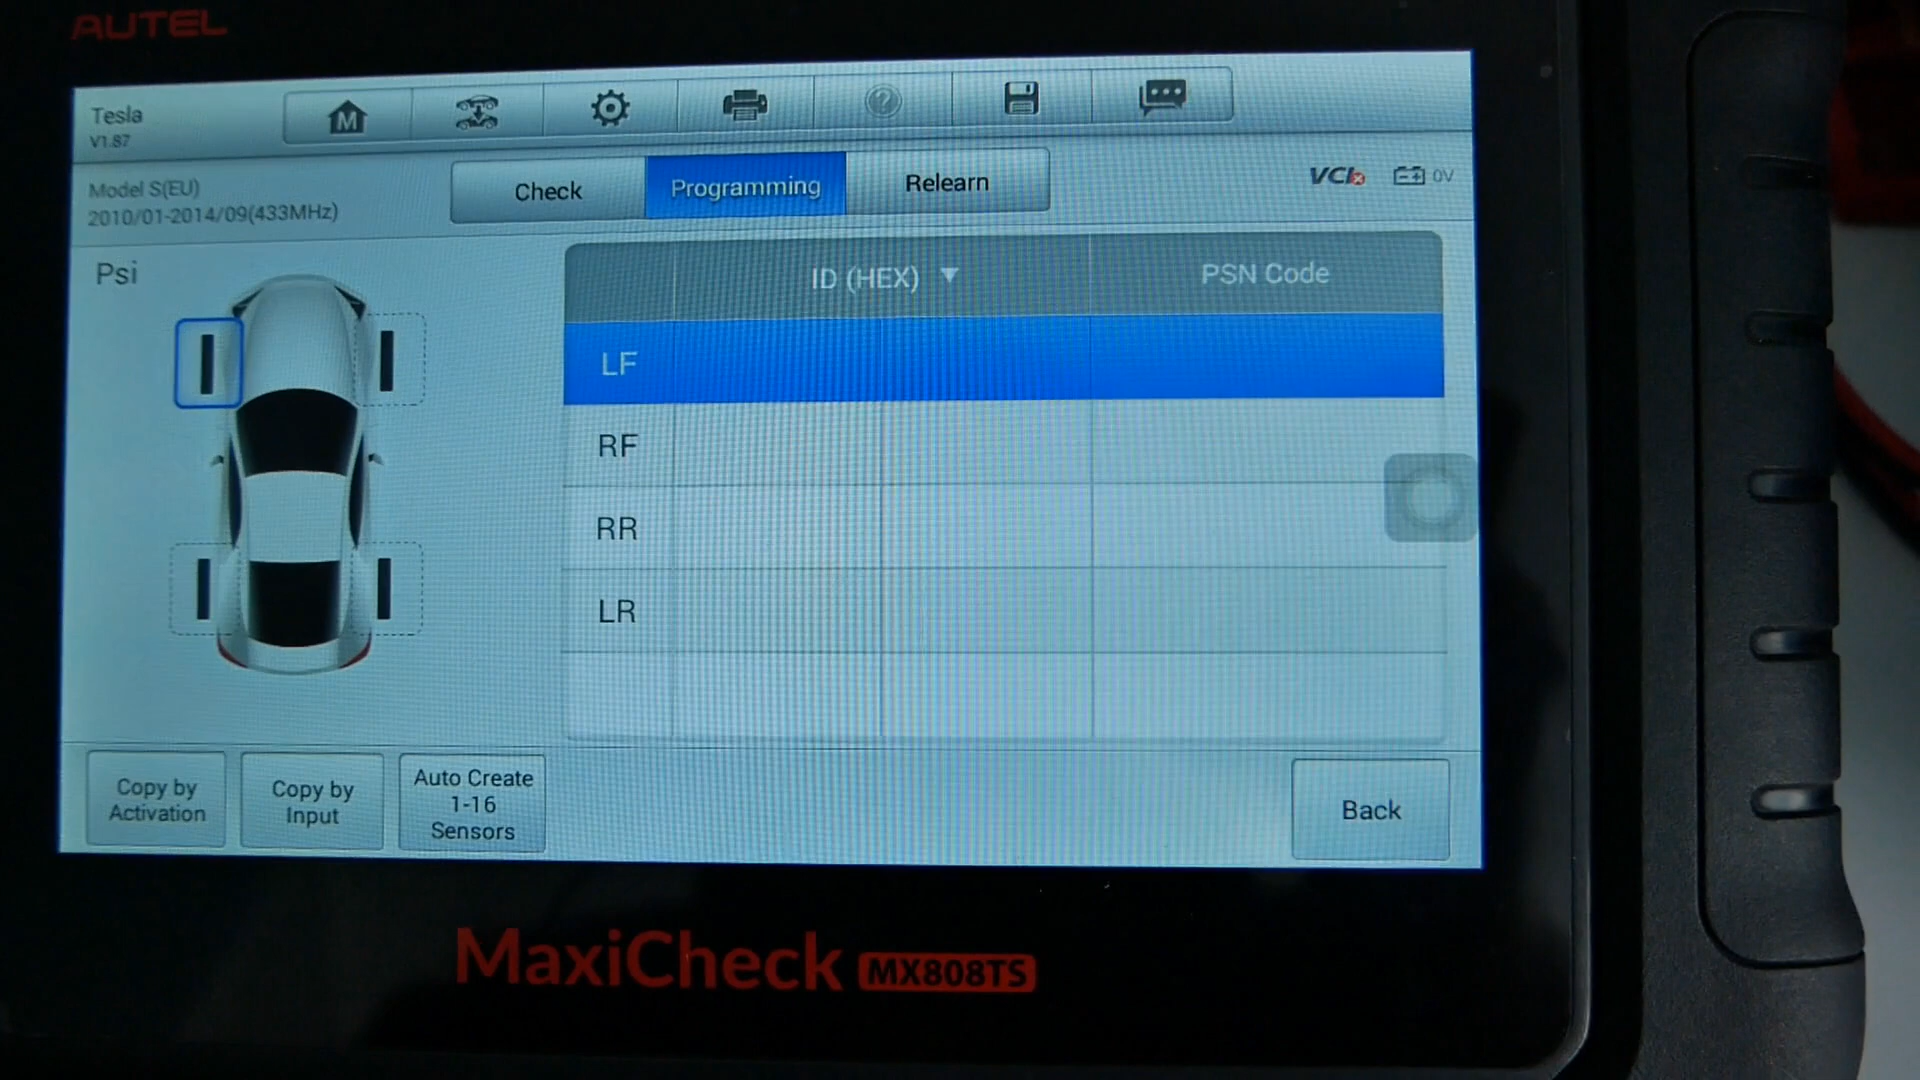 AUTEL
Tesla
V1.87
M
Model S(EU)
2010/01-2014/09(433MHz)
Check
Programming
Relearn
VCI
0V
Psi
ID (HEX)
PSN Code
LF
RF
RR
LR
Copy by
Activation
Copy by
Input
Auto Create
1-16
Sensors
Back
MaxiCheck MX808TS